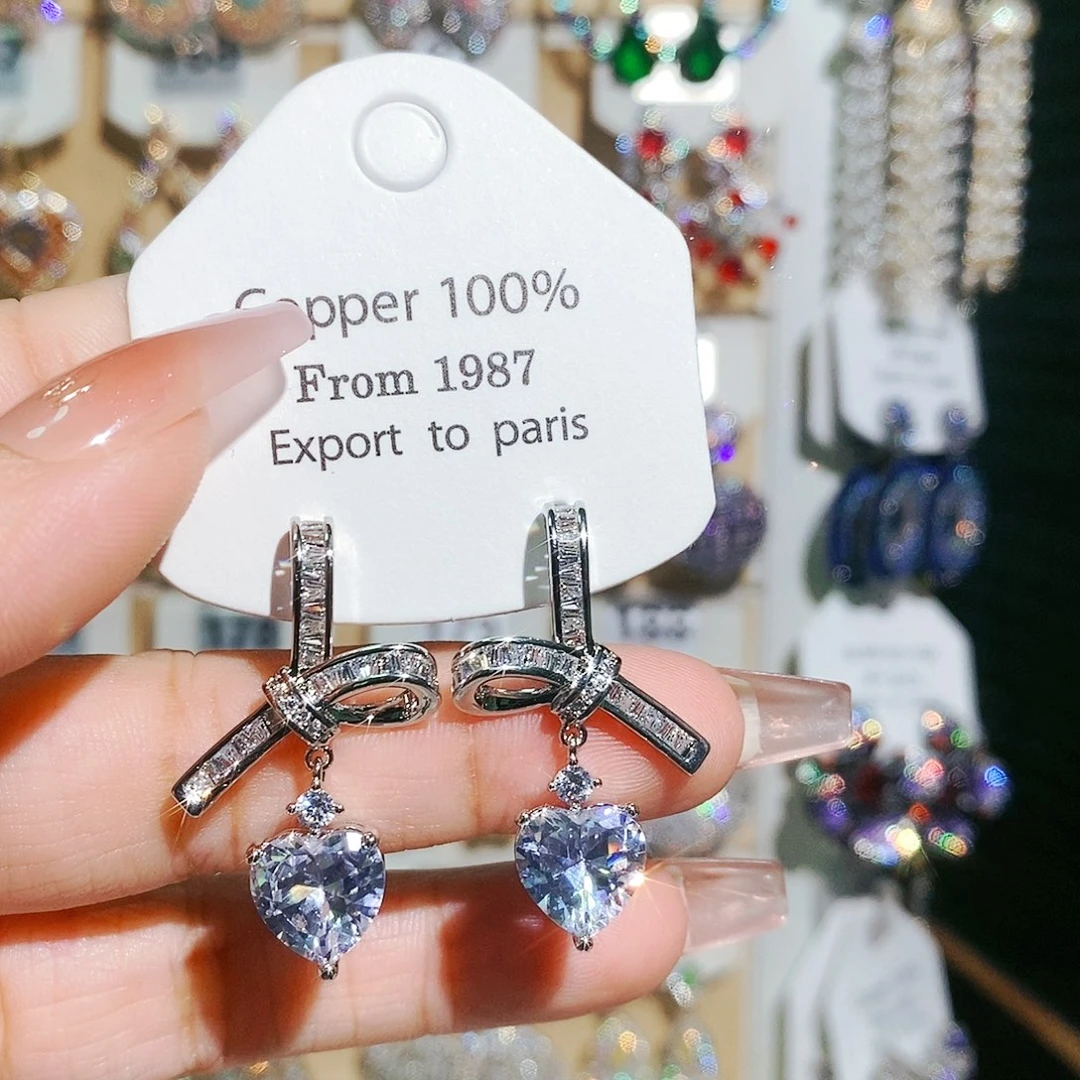 Copper 100%
From 1987
Export to paris